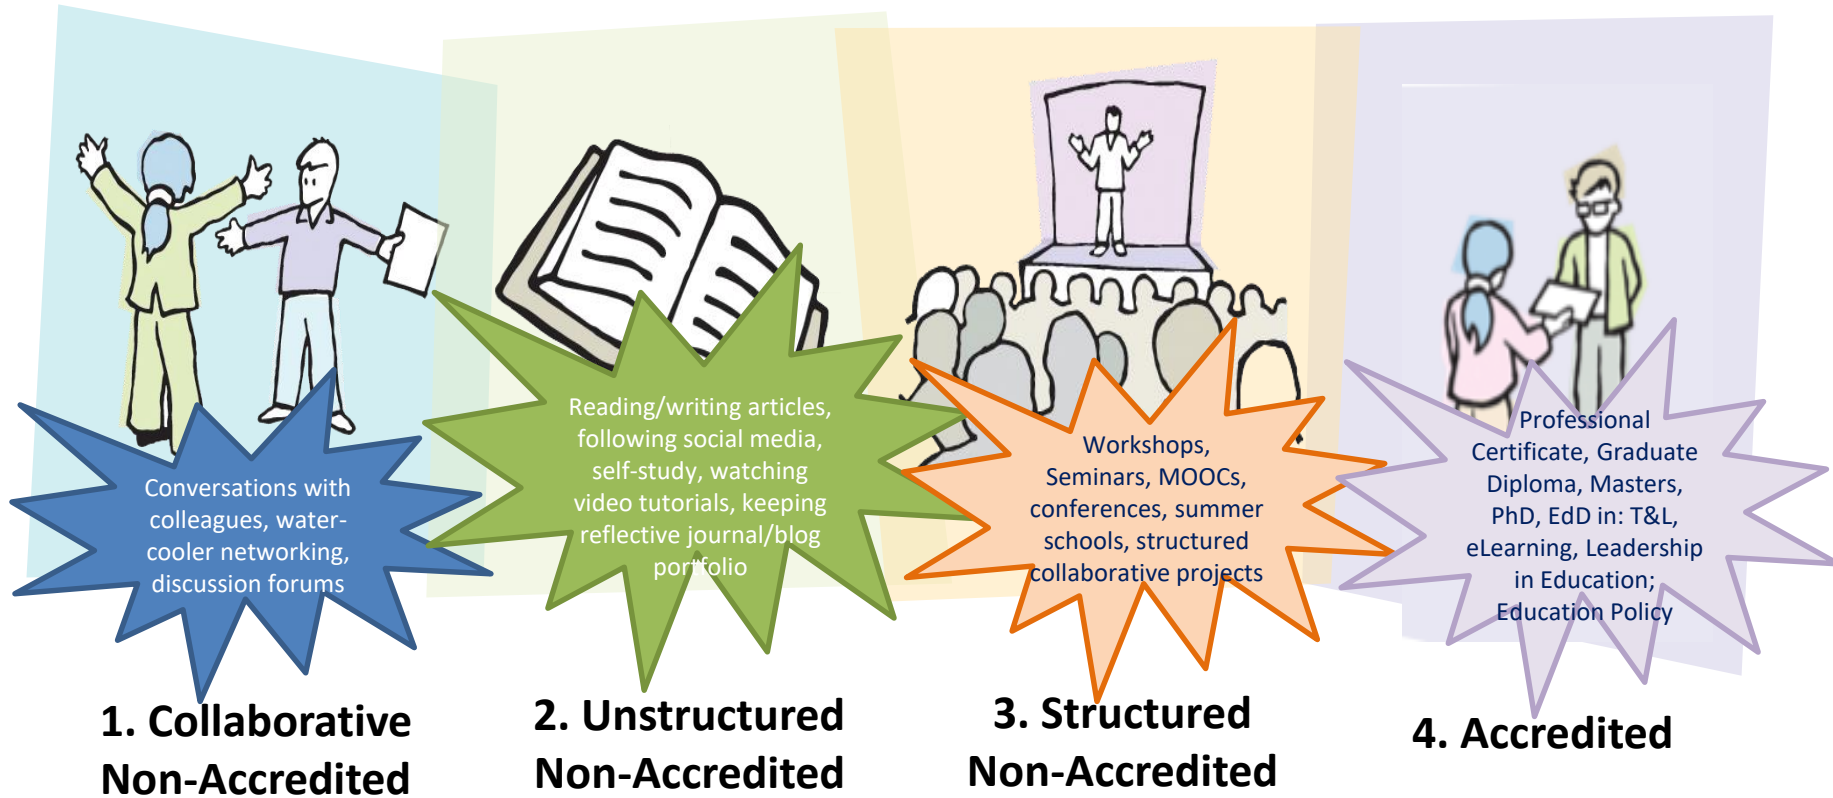 Conversations with
colleagues, water-
cooler networking,
discussion forums
1. Collaborative
Non-Accredited
Reading/writing articles,
following social media,
self-study, watching
video tutorials, keeping
reflective journal/blog
portfolio
2. Unstructured
Non-Accredited
Workshops,
Seminars, MOOCs,
conferences, summer
schools, structured
collaborative projects
3. Structured
Non-Accredited
Professional
Certificate, Graduate
Diploma, Masters,
PhD, EdD in: T&L,
eLearning, Leadership
in Education;
Education Policy
4. Accredited